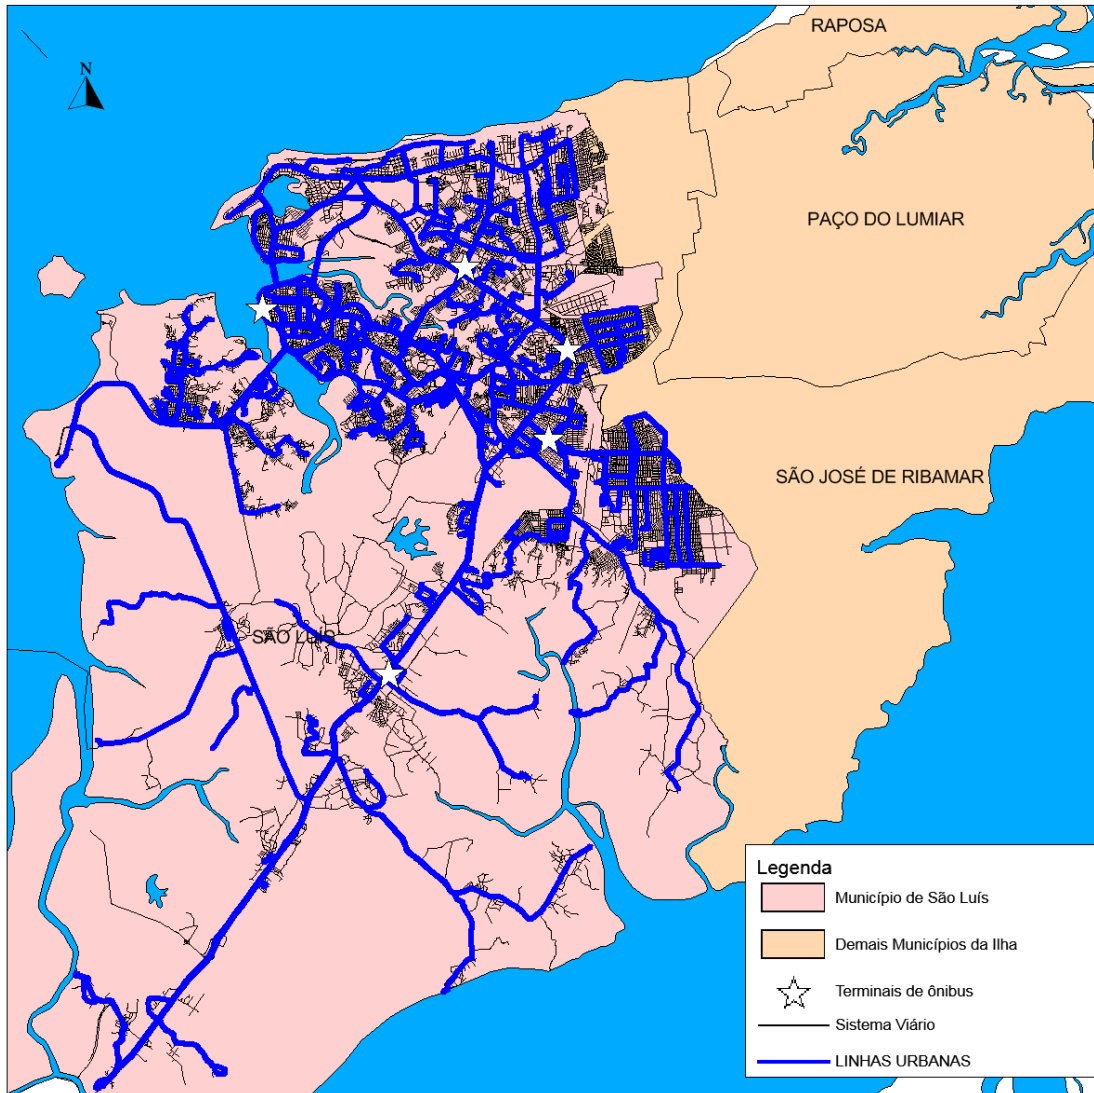 RAPOSA
N
PAÇO DO LUMIAR
SÃO JOSÉ DE RIBAMAR
SÃO LUÍS
Legenda
Município de São Luís
Demais Municípios da Ilha
Terminais de ônibus
Sistema Viário
LINHAS URBANAS